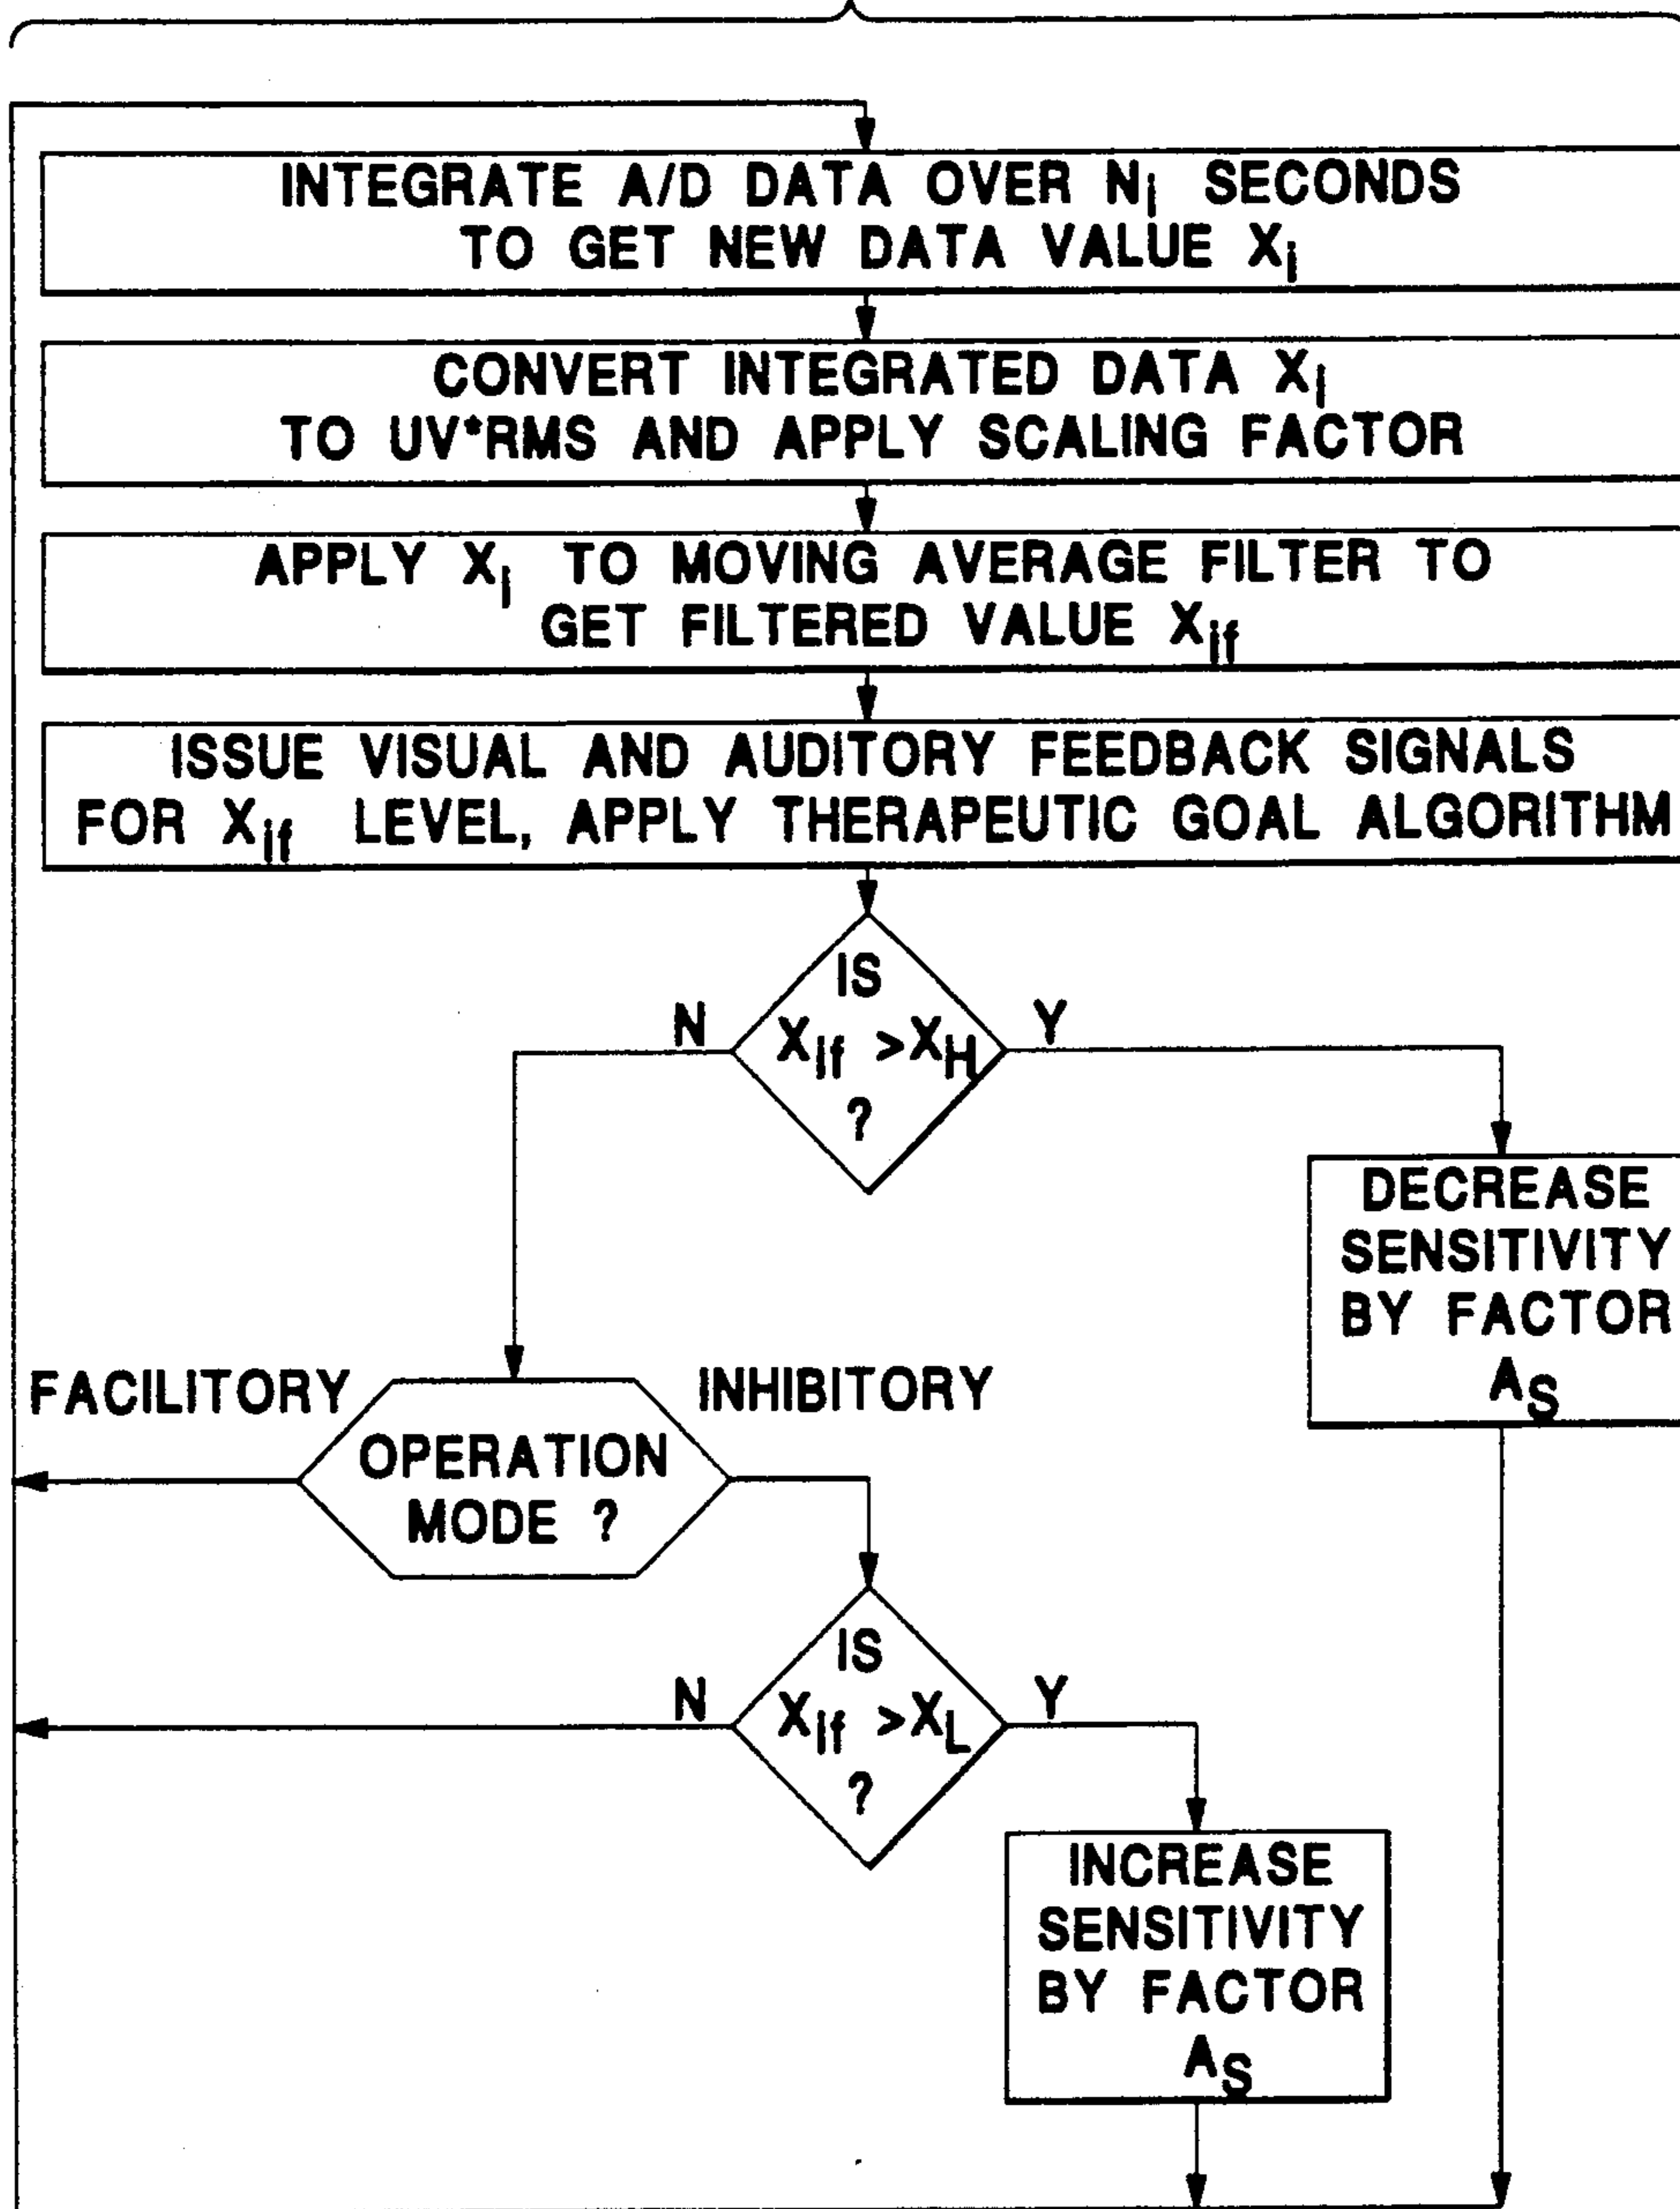 INTEGRATE A/D DATA OVER Ni SECONDS
TO GET NEW DATA VALUE Xi
CONVERT INTEGRATED DATA Xi
TO UV*RMS AND APPLY SCALING FACTOR
APPLY Xi TO MOVING AVERAGE FILTER TO
GET FILTERED VALUE Xif
ISSUE VISUAL AND AUDITORY FEEDBACK SIGNALS
FOR Xif LEVEL, APPLY THERAPEUTIC GOAL ALGORITHM
IS
N
Xif >XH
Y
?
DECREASE
SENSITIVITY
BY FACTOR
AS
FACILITORY
INHIBITORY
OPERATION
MODE ?
IS
N
Xif >XL
Y
?
INCREASE
SENSITIVITY
BY FACTOR
AS